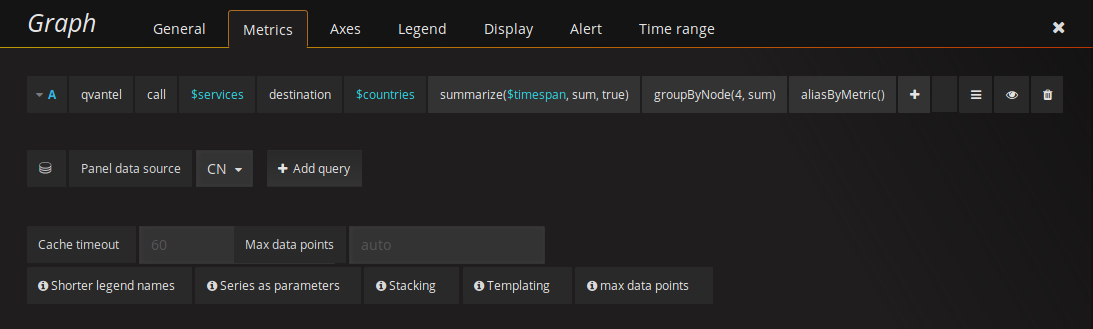 Graph General Metrics Axes Legend Display Alert Time range
A qvantel call $services destination $countries summarize($timespan, sum, true) groupByNode(4, sum) aliasByMetric()
Panel data source CN Add query
Cache timeout 60 Max data points auto
Shorter legend names Series as parameters Stacking Templating max data points